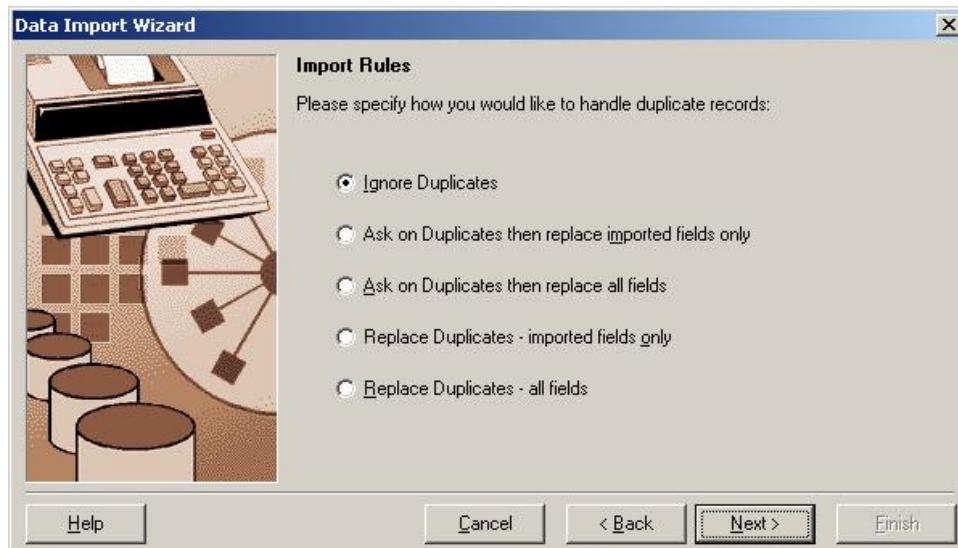 Data Import Wizard
Import Rules
Please specify how you would like to handle duplicate records:
Ignore Duplicates
Ask on Duplicates then replace imported fields only
Ask on Duplicates then replace all fields
Replace Duplicates - imported fields only
Replace Duplicates - all fields
Help
Cancel
< Back
Next >
Finish